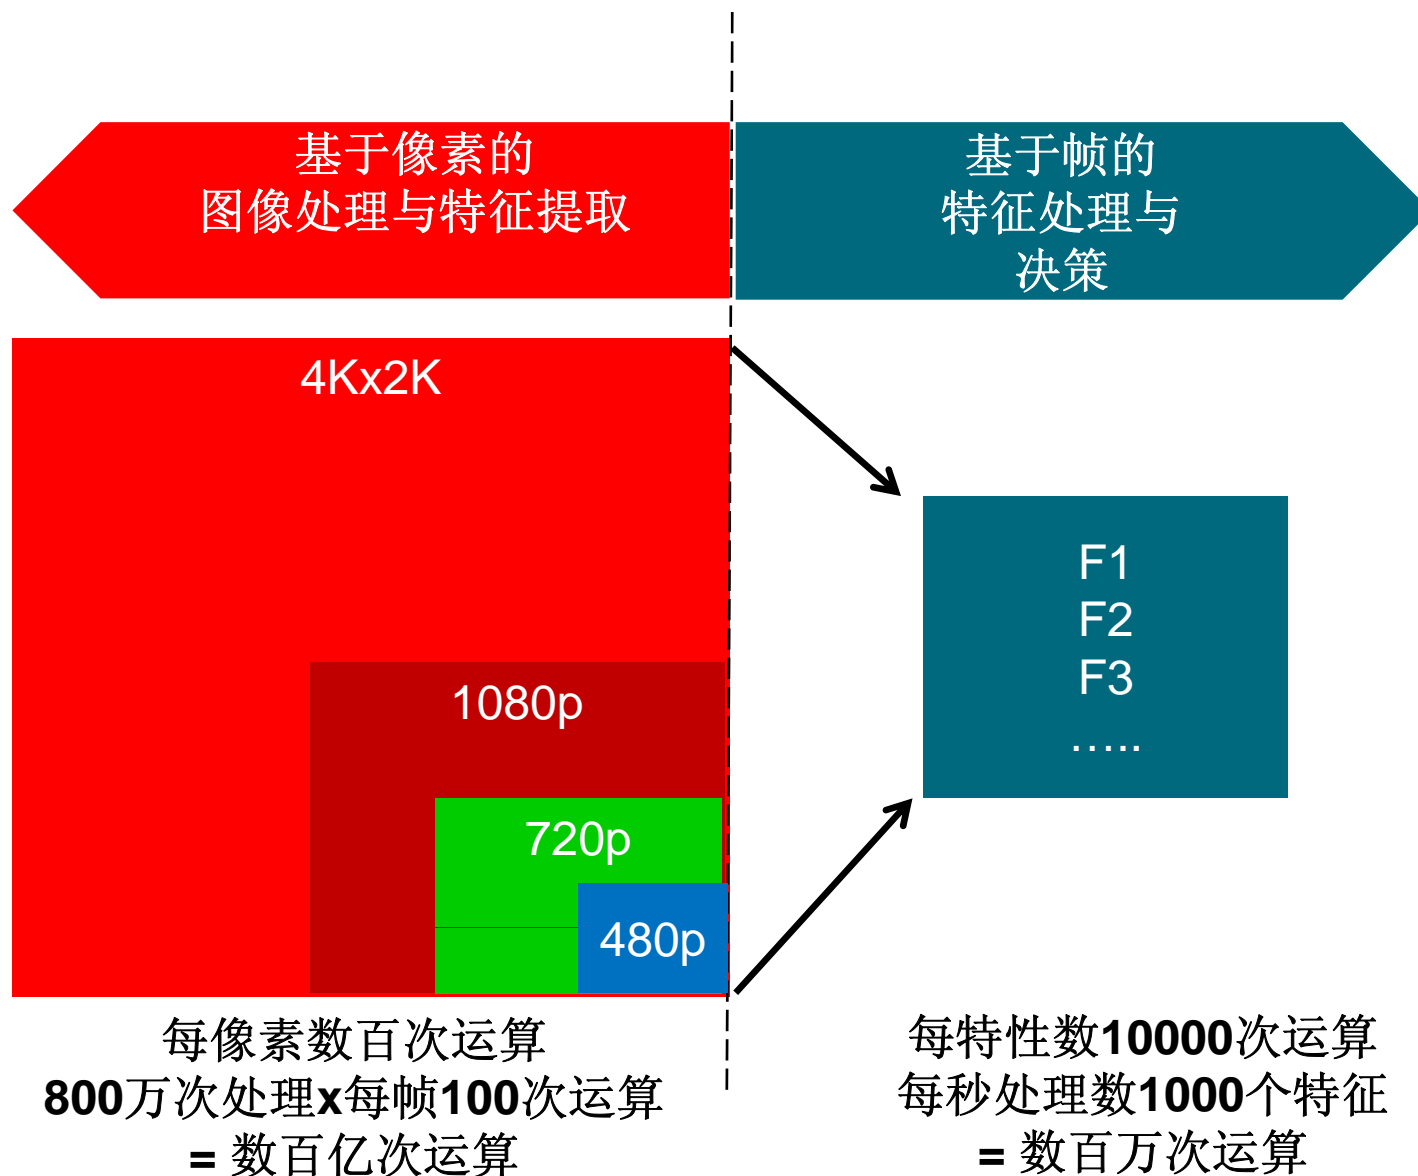 基于像素的
图像处理与特征提取
基于帧的
特征处理与
决策
4Kx2K
1080p
720p
480p
F1
F2
F3
.....
每像素数百次运算
800万次处理x每帧100次运算
= 数百亿次运算
每特性数10000次运算
每秒处理数1000个特征
= 数百万次运算